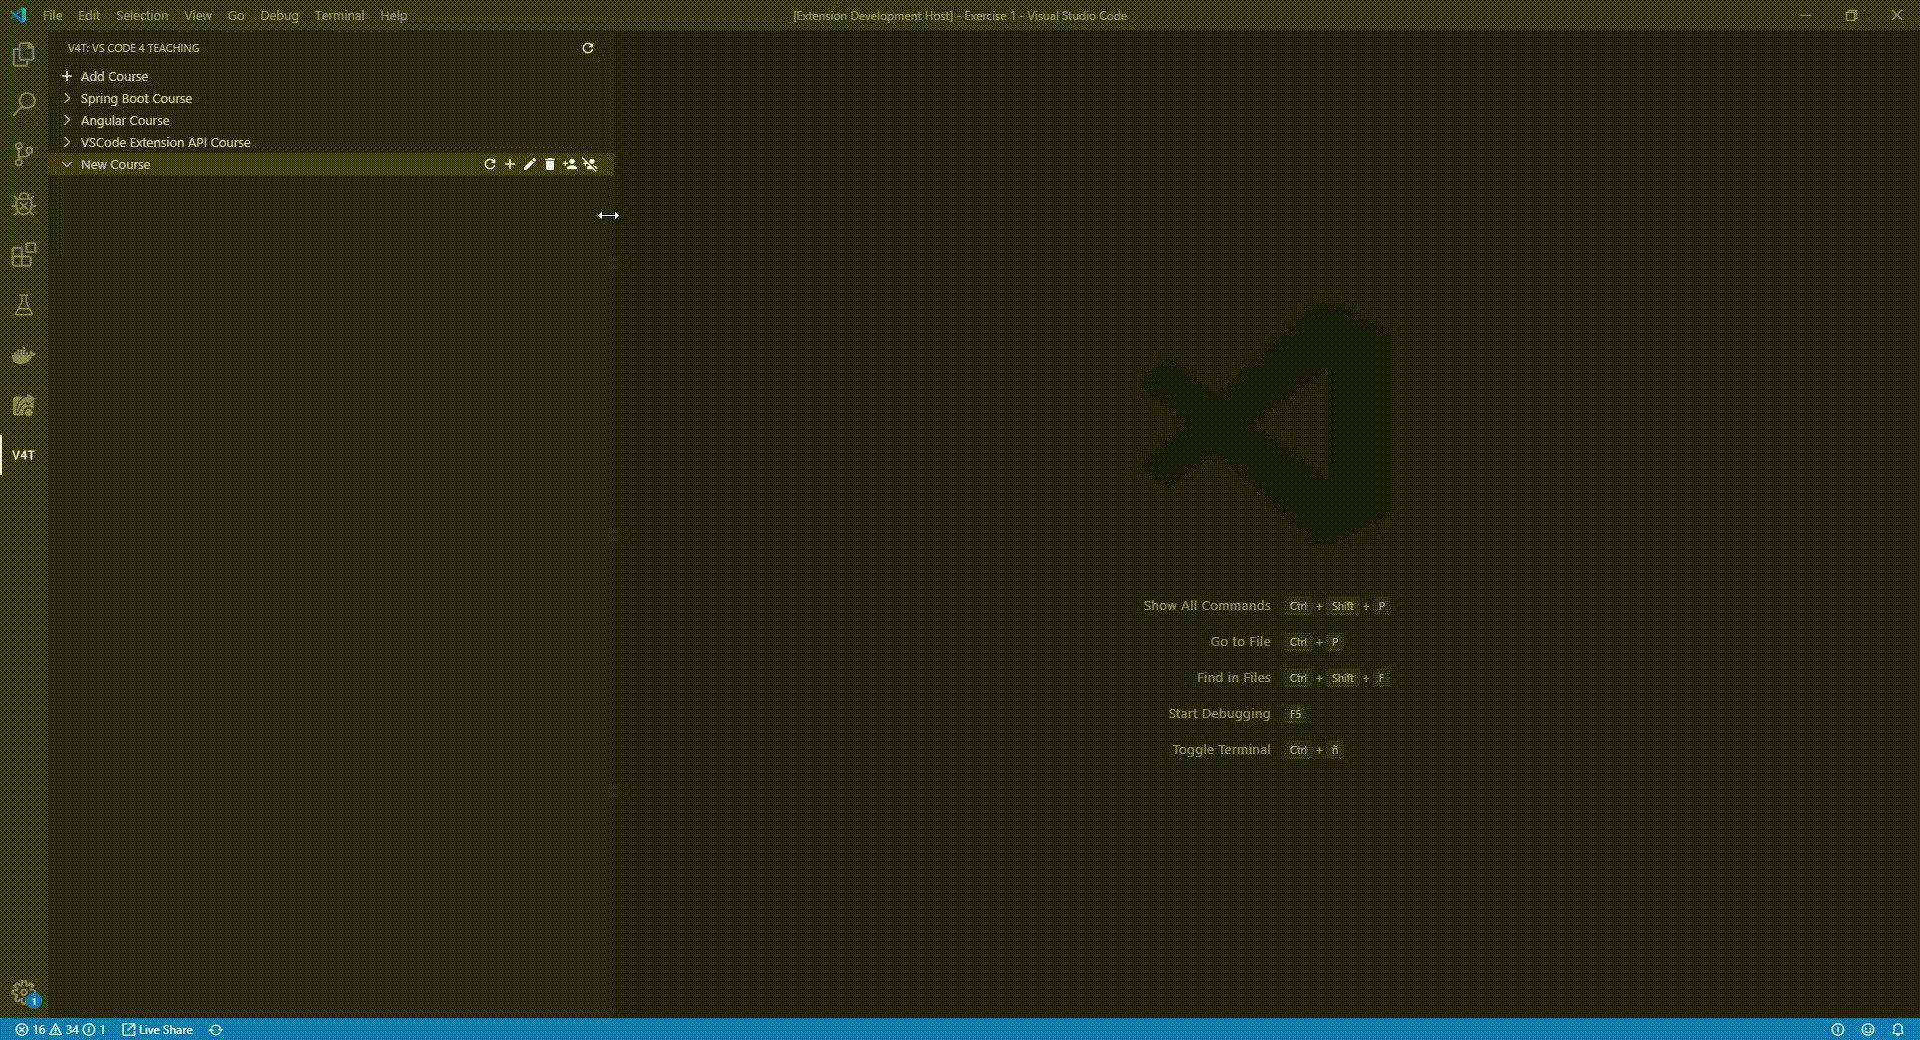 File Edit Selection View Go Debug Terminal Help
[Extension Development Host] - Exercise 1 - Visual Studio Code
V4T: VS CODE 4 TEACHING
Add Course
Spring Boot Course
Angular Course
VSCode Extension API Course
New Course
V4T
Show All Commands Ctrl + Shift + P
Go to File Ctrl + P
Find in Files Ctrl + Shift + F
Start Debugging F5
Toggle Terminal Ctrl + ñ
1
16 34 1 Live Share